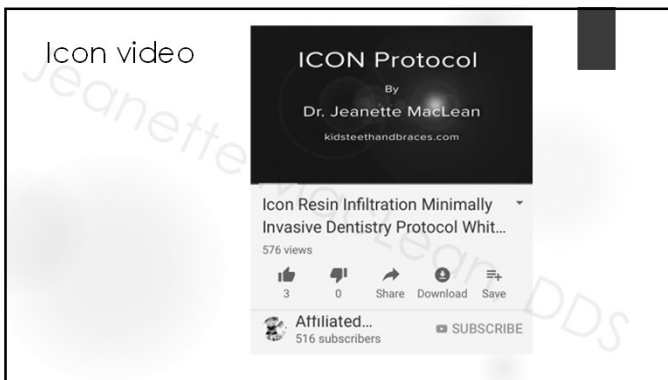 Icon video
ICON Protocol
By
Dr. Jeanette MacLean
kidsteethandbraces.com
Icon Resin Infiltration Minimally
Invasive Dentistry Protocol Whit...
576 views
3
0
Share
Download
Save
Affiliated...
SUBSCRIBE
516 subscribers
Jeanette MacLean, DDS